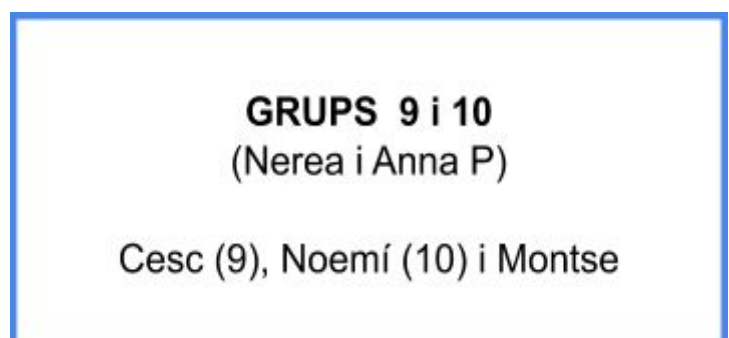 GRUPS 9 i 10
(Nerea i Anna P)
Cesc (9), Noemí (10) i Montse